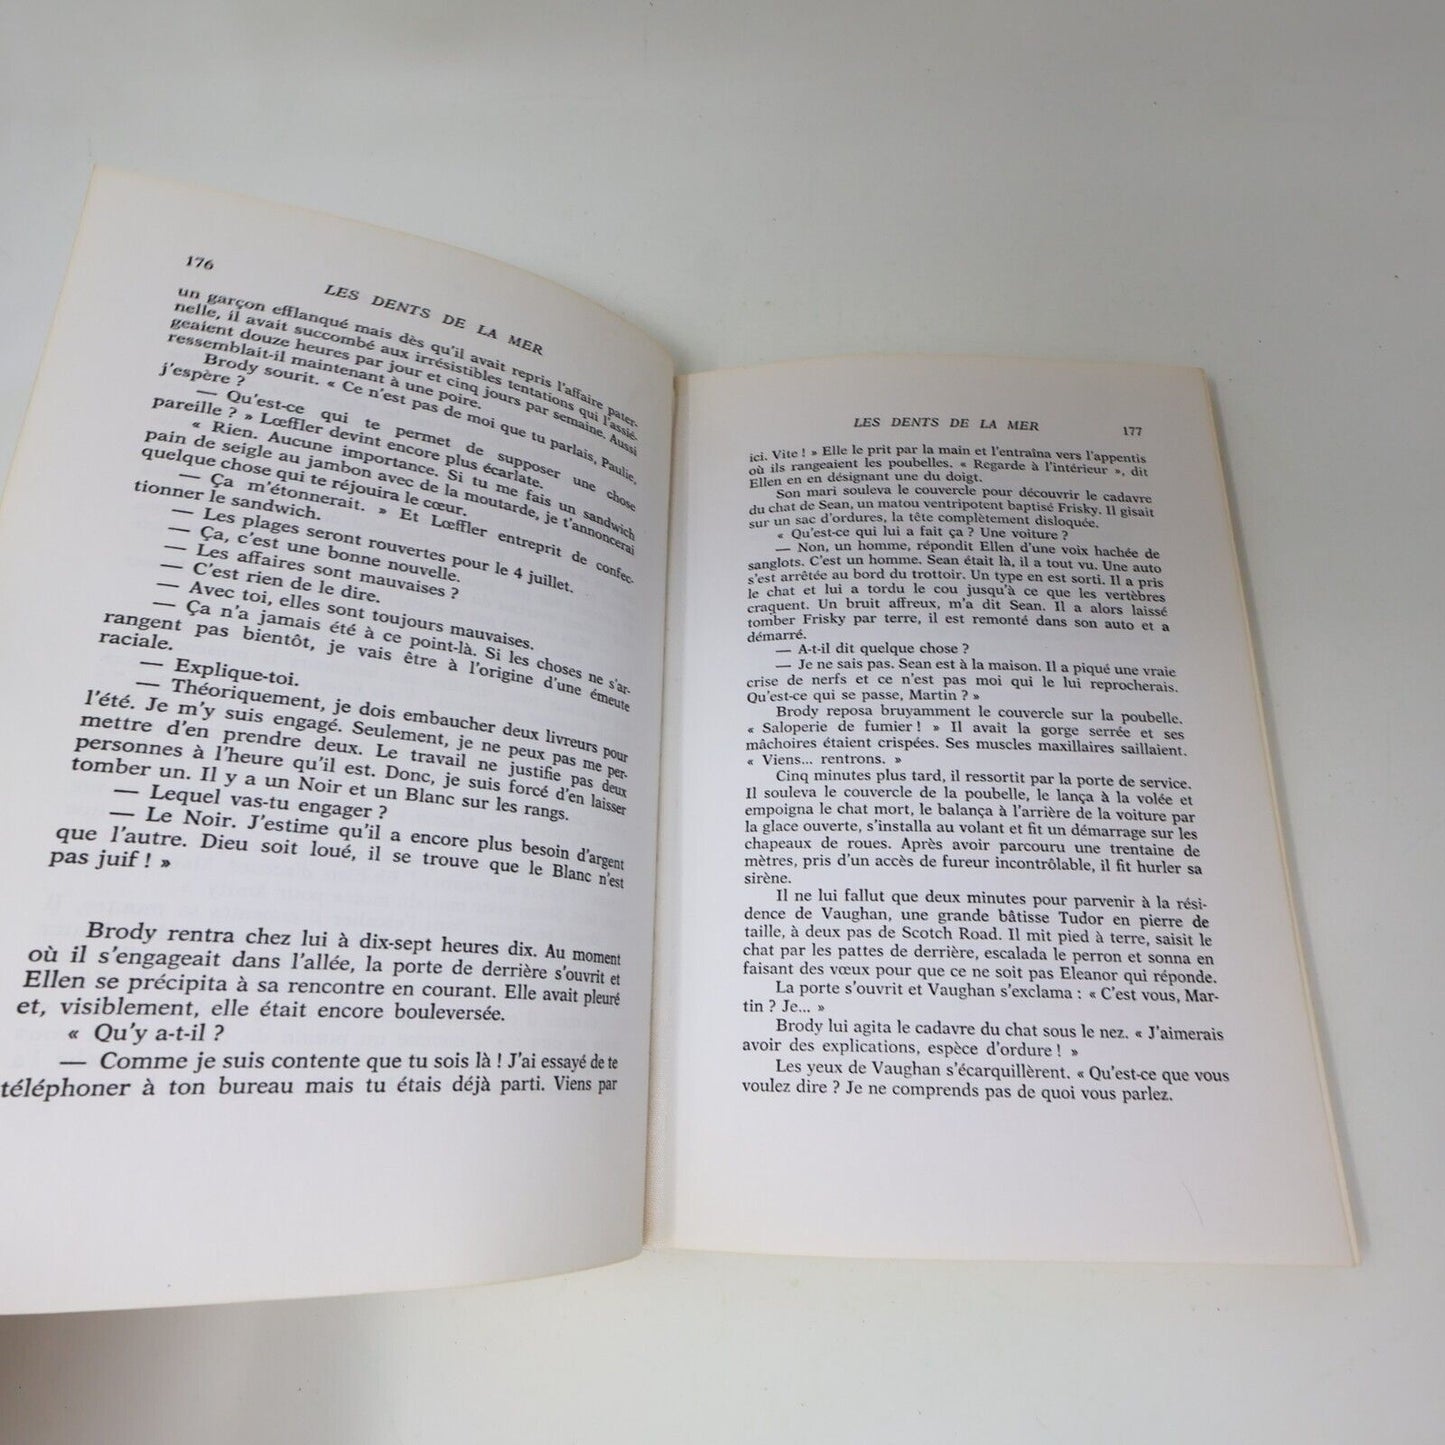 176
LES DENTS DE LA MER
un garçon efflanqué mais dès qu'il avait repris l'affaire pater-
nelle, il avait succombé aux irrésistibles tentations qui l'assié-
geaient douze heures par jour et cinq jours par semaine. Aussi
ressemblait-il maintenant à une poire.
Brody sourit. « Ce n'est pas de moi que tu parlais, Paulie,
j'espère ?
— Qu'est-ce qui te permet de supposer une chose
pareille ? » Lœffler devint encore plus écarlate.
« Rien. Aucune importance. Si tu me fais un sandwich
pain de seigle au jambon avec de la moutarde, je t'annoncerai
quelque chose qui te réjouira le cœur.
— Ça m'étonnerait. » Et Lœffler entreprit de confec-
tionner le sandwich.
— Les plages seront rouvertes pour le 4 juillet.
— Ça, c'est une bonne nouvelle.
— Les affaires sont mauvaises ?
— C'est rien de le dire.
— Avec toi, elles sont toujours mauvaises.
— Ça n'a jamais été à ce point-là. Si les choses ne s'ar-
rangent pas bientôt, je vais être à l'origine d'une émeute
raciale.
— Explique-toi.
— Théoriquement, je dois embaucher deux livreurs pour
l'été. Je m'y suis engagé. Seulement, je ne peux pas me per-
mettre d'en prendre deux. Le travail ne justifie pas deux
personnes à l'heure qu'il est. Donc, je suis forcé d'en laisser
tomber un. Il y a un Noir et un Blanc sur les rangs.
— Lequel vas-tu engager ?
— Le Noir. J'estime qu'il a encore plus besoin d'argent
que l'autre. Dieu soit loué, il se trouve que le Blanc n'est
pas juif ! »
Brody rentra chez lui à dix-sept heures dix. Au moment
où il s'engageait dans l'allée, la porte de derrière s'ouvrit et
Ellen se précipita à sa rencontre en courant. Elle avait pleuré
et, visiblement, elle était encore bouleversée.
« Qu'y a-t-il ?
— Comme je suis contente que tu sois là ! J'ai essayé de te
téléphoner à ton bureau mais tu étais déjà parti. Viens par
LES DENTS DE LA MER
177
ici. Vite ! » Elle le prit par la main et l'entraîna vers l'appentis
où ils rangeaient les poubelles. « Regarde à l'intérieur », dit
Ellen en en désignant une du doigt.
Son mari souleva le couvercle pour découvrir le cadavre
du chat de Sean, un matou ventripotent baptisé Frisky. Il gisait
sur un sac d'ordures, la tête complètement disloquée.
« Qu'est-ce qui lui a fait ça ? Une voiture ?
— Non, un homme, répondit Ellen d'une voix hachée de
sanglots. C'est un homme. Sean était là, il a tout vu. Une auto
s'est arrêtée au bord du trottoir. Un type en est sorti. Il a pris
le chat et lui a tordu le cou jusqu'à ce que les vertèbres
craquent. Un bruit affreux, m'a dit Sean. Il a alors laissé
tomber Frisky par terre, il est remonté dans son auto et a
démarré.
— A-t-il dit quelque chose ?
— Je ne sais pas. Sean est à la maison. Il a piqué une vraie
crise de nerfs et ce n'est pas moi qui le lui reprocherais.
Qu'est-ce qui se passe, Martin ? »
Brody reposa bruyamment le couvercle sur la poubelle.
« Saloperie de fumier ! » Il avait la gorge serrée et ses
mâchoires étaient crispées. Ses muscles maxillaires saillaient.
« Viens... rentrons. »
Cinq minutes plus tard, il ressortit par la porte de service.
Il souleva le couvercle de la poubelle, le lança à la volée et
empoigna le chat mort, le balança à l'arrière de la voiture par
la glace ouverte, s'installa au volant et fit un démarrage sur les
chapeaux de roues. Après avoir parcouru une trentaine de
mètres, pris d'un accès de fureur incontrôlable, il fit hurler sa
sirène.
Il ne lui fallut que deux minutes pour parvenir à la rési-
dence de Vaughan, une grande bâtisse Tudor en pierre de
taille, à deux pas de Scotch Road. Il mit pied à terre, saisit le
chat par les pattes de derrière, escalada le perron et sonna en
faisant des vœux pour que ce ne soit pas Eleanor qui réponde.
La porte s'ouvrit et Vaughan s'exclama : « C'est vous, Mar-
tin ? Je... »
Brody lui agita le cadavre du chat sous le nez. « J'aimerais
avoir des explications, espèce d'ordure ! »
Les yeux de Vaughan s'écarquillèrent. « Qu'est-ce que vous
voulez dire ? Je ne comprends pas de quoi vous parlez.